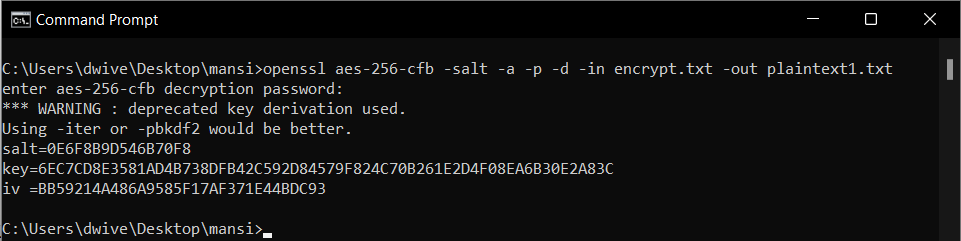 Command Prompt
C:\Users\dwive\Desktop\mansi>openssl aes-256-cfb -salt -a -p -d -in encrypt.txt -out plaintext1.txt
enter aes-256-cfb decryption password:
*** WARNING : deprecated key derivation used.
Using -iter or -pbkdf2 would be better.
salt=0E6F8B9D546B70F8
key=6EC7CD8E3581AD4B738DFB42C592D84579F824C70B261E2D4F08EA6B30E2A83C
iv =BB59214A486A9585F17AF371E44BDC93
C:\Users\dwive\Desktop\mansi>